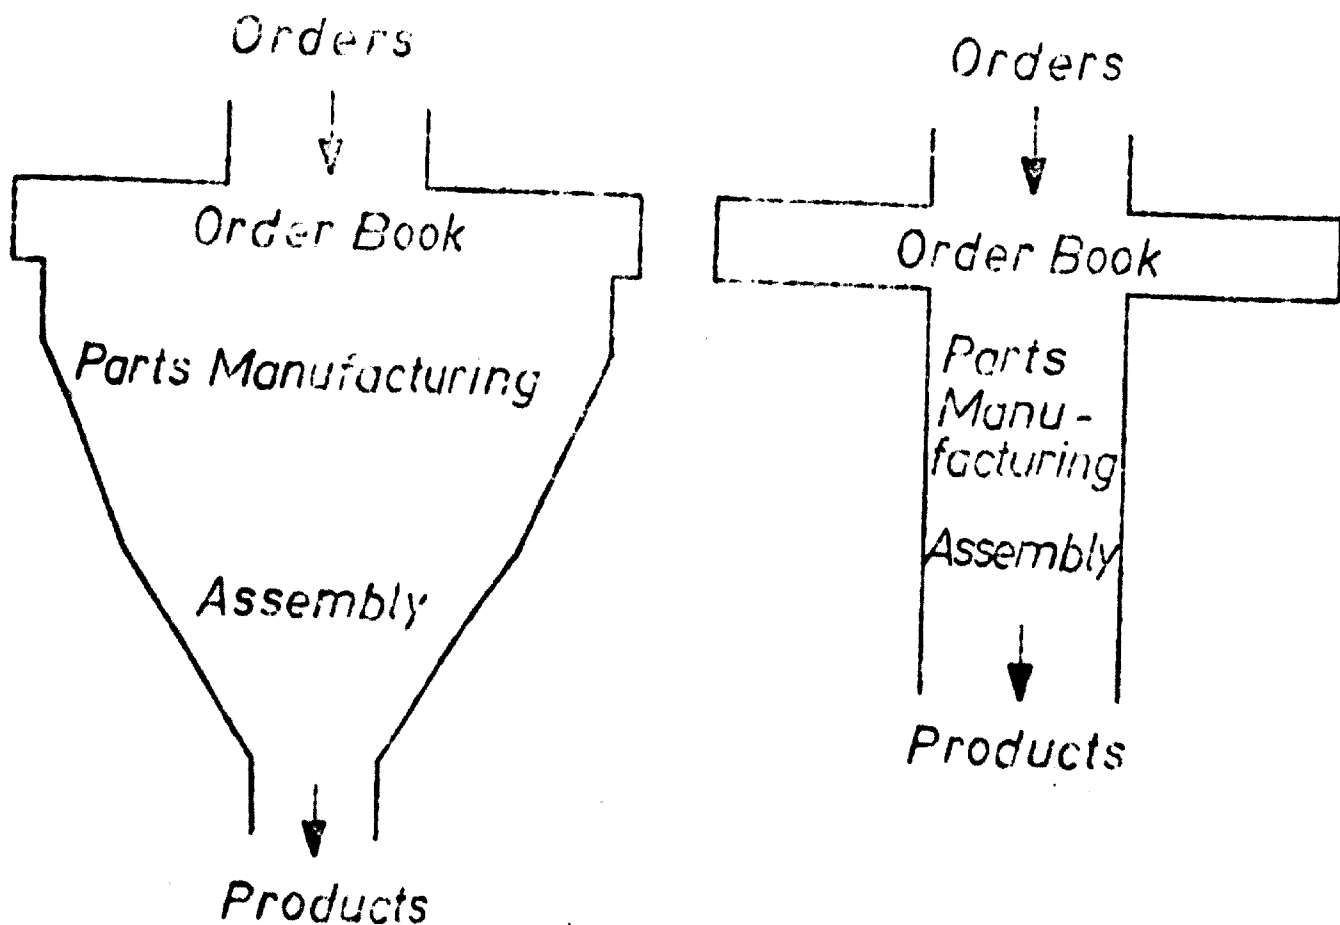 Orders
Order Book
Parts Manufacturing
Assembly
Products
Orders
Order Book
Parts
Manu-
facturing
Assembly
Products